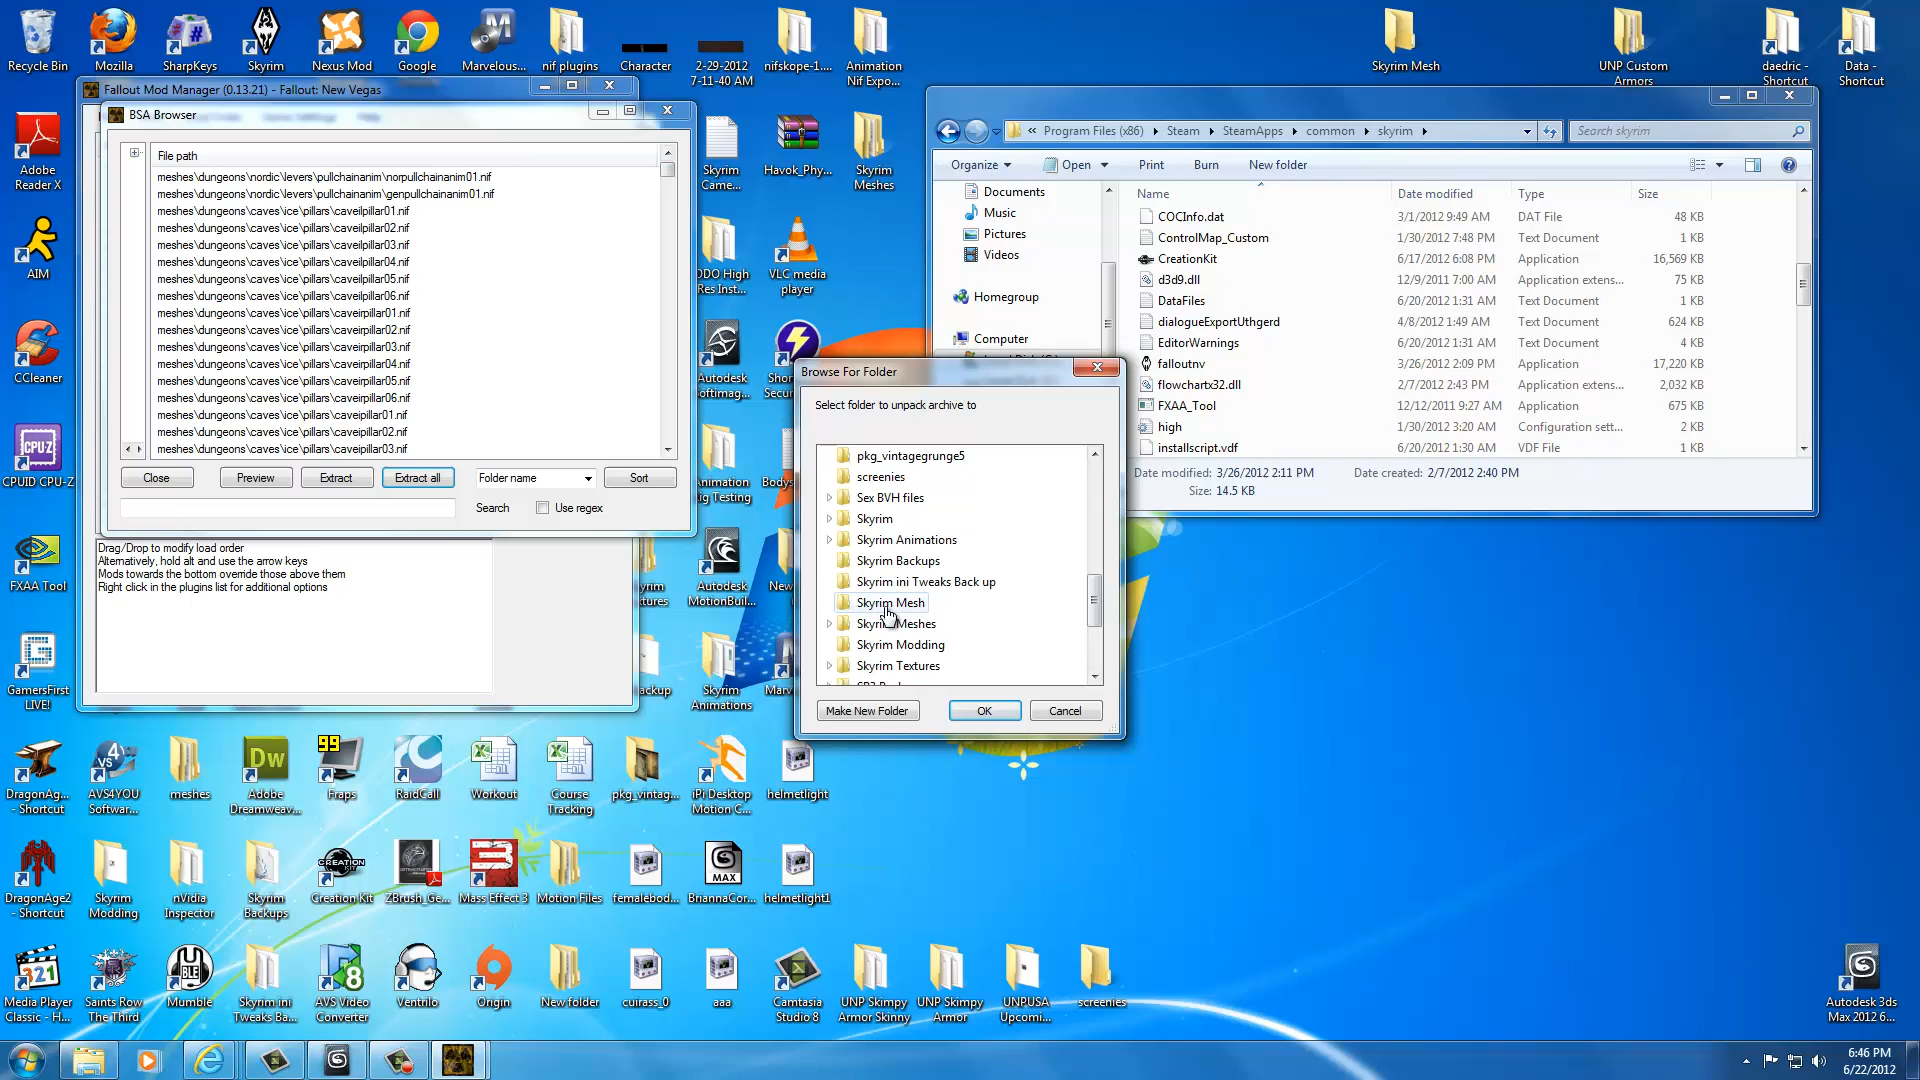 Recycle Bin
Mozilla
SharpKeys
Skyrim
Nexus Mod
Google
Marvelous...
nif plugins
Character
2-29-2012
7-11-40 AM
nifskope-1....
Animation
Nif Expo...
Skyrim Mesh
UNP Custom
Armors
daedric -
Shortcut
Data -
Shortcut
Fallout Mod Manager (0.13.21) - Fallout: New Vegas
BSA Browser
File path
meshes\dungeons\nordic\levers\pullchainanim\norpullchainanim01.nif
meshes\dungeons\nordic\levers\pullchainanim\genpullchainanim01.nif
meshes\dungeons\caves\ice\pillars\caveilpillar01.nif
meshes\dungeons\caves\ice\pillars\caveilpillar02.nif
meshes\dungeons\caves\ice\pillars\caveilpillar03.nif
meshes\dungeons\caves\ice\pillars\caveilpillar04.nif
meshes\dungeons\caves\ice\pillars\caveilpillar05.nif
meshes\dungeons\caves\ice\pillars\caveilpillar06.nif
meshes\dungeons\caves\ice\pillars\caveirpillar01.nif
meshes\dungeons\caves\ice\pillars\caveirpillar02.nif
meshes\dungeons\caves\ice\pillars\caveirpillar03.nif
meshes\dungeons\caves\ice\pillars\caveirpillar04.nif
meshes\dungeons\caves\ice\pillars\caveirpillar05.nif
meshes\dungeons\caves\ice\pillars\caveirpillar06.nif
meshes\dungeons\caves\ice\pillars\caveipillar01.nif
meshes\dungeons\caves\ice\pillars\caveipillar02.nif
meshes\dungeons\caves\ice\pillars\caveipillar03.nif
Close
Preview
Extract
Extract all
Folder name
Sort
Search
Use regex
Drag/Drop to modify load order
Alternatively, hold alt and use the arrow keys
Mods towards the bottom override those above them
Right click in the plugins list for additional options
« Program Files (x86) Steam SteamApps common skyrim
Search skyrim
Organize
Open
Print
Burn
New folder
Documents
Music
Pictures
Videos
Homegroup
Computer
Name Date modified Type Size
COCInfo.dat 3/1/2012 9:49 AM DAT File 48 KB
ControlMap_Custom 1/30/2012 7:48 PM Text Document 1 KB
CreationKit 6/17/2012 6:08 PM Application 16,569 KB
d3d9.dll 12/9/2011 7:00 AM Application extens... 75 KB
DataFiles 6/20/2012 1:31 AM Text Document 1 KB
dialogueExportUthgerd 4/8/2012 1:49 AM Text Document 624 KB
EditorWarnings 6/20/2012 1:31 AM Text Document 4 KB
falloutnv 3/26/2012 2:09 PM Application 17,220 KB
flowchartx32.dll 2/7/2012 2:43 PM Application extens... 2,032 KB
FXAA_Tool 12/12/2011 9:27 AM Application 675 KB
high 1/30/2012 3:20 AM Configuration sett... 2 KB
installscript.vdf 6/20/2012 1:30 AM VDF File 1 KB
Date modified: 3/26/2012 2:11 PM
Date created: 2/7/2012 2:40 PM
Size: 14.5 KB
Browse For Folder
Select folder to unpack archive to
pkg_vintagegrunge5
screenies
Sex BVH files
Skyrim
Skyrim Animations
Skyrim Backups
Skyrim ini Tweaks Back up
Skyrim Mesh
Skyrim Meshes
Skyrim Modding
Skyrim Textures
Make New Folder
OK
Cancel
Adobe
Reader X
AIM
CCleaner
CPU-Z
CPUID CPU-Z
FXAA Tool
GamersFirst
LIVE!
Skyrim
Came...
Havok_Phy...
Skyrim
Meshes
DDO High
Res Inst...
VLC media
player
Autodesk
Autodesk
MotionBuil...
Skyrim
Animations
DragonAg...
- Shortcut
AVS4YOU
Softwar...
meshes
Dw
Adobe
Dreamweav...
99
Fraps
RaidCall
Workout
Course
Tracking
pkg_vintag...
iPi Desktop
Motion C...
helmetlight
DragonAge2
- Shortcut
Skyrim
Modding
nVidia
Inspector
Skyrim
Backups
CREATION
KIT
Creation Kit
ZBrush_Ge...
Mass Effect 3
Motion Files
femalebod...
MAX
BriannaCor...
helmetlight1
321
Media Player
Classic - H...
Saints Row
The Third
Mumble
Skyrim ini
Tweaks Ba...
8
AVS Video
Converter
Ventrilo
Origin
New folder
cuirass_0
aaa
Camtasia
Studio 8
UNP Skimpy
Armor Skinny
UNP Skimpy
Armor
UNPUSA
Upcomi...
screenies
Autodesk 3ds
Max 2012 6...
6:46 PM
6/22/2012